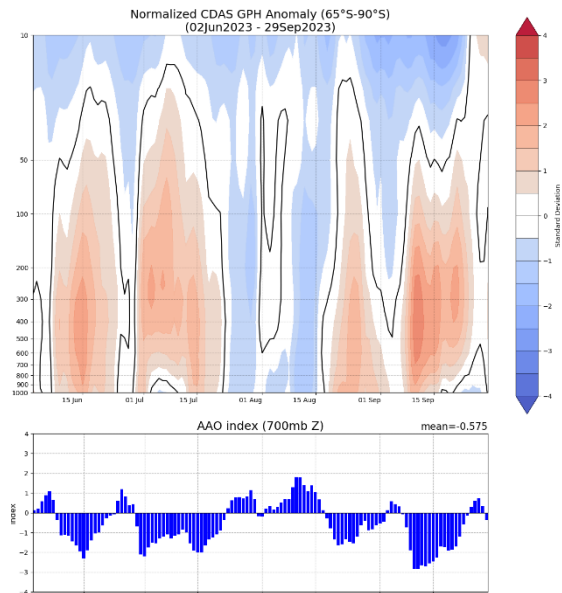 Normalized CDAS GPH Anomaly (65°S-90°S)
(02Jun2023 - 29Sep2023)
10
50
100
200
300
400
500
600
700
800
900
1000
15 Jun
01 Jul
15 Jul
01 Aug
15 Aug
01 Sep
15 Sep
4
3
2
1
0
−1
−2
−3
−4
Standard Deviation
AAO index (700mb Z)
mean=-0.575
4
3
2
1
0
−1
−2
−3
−4
index